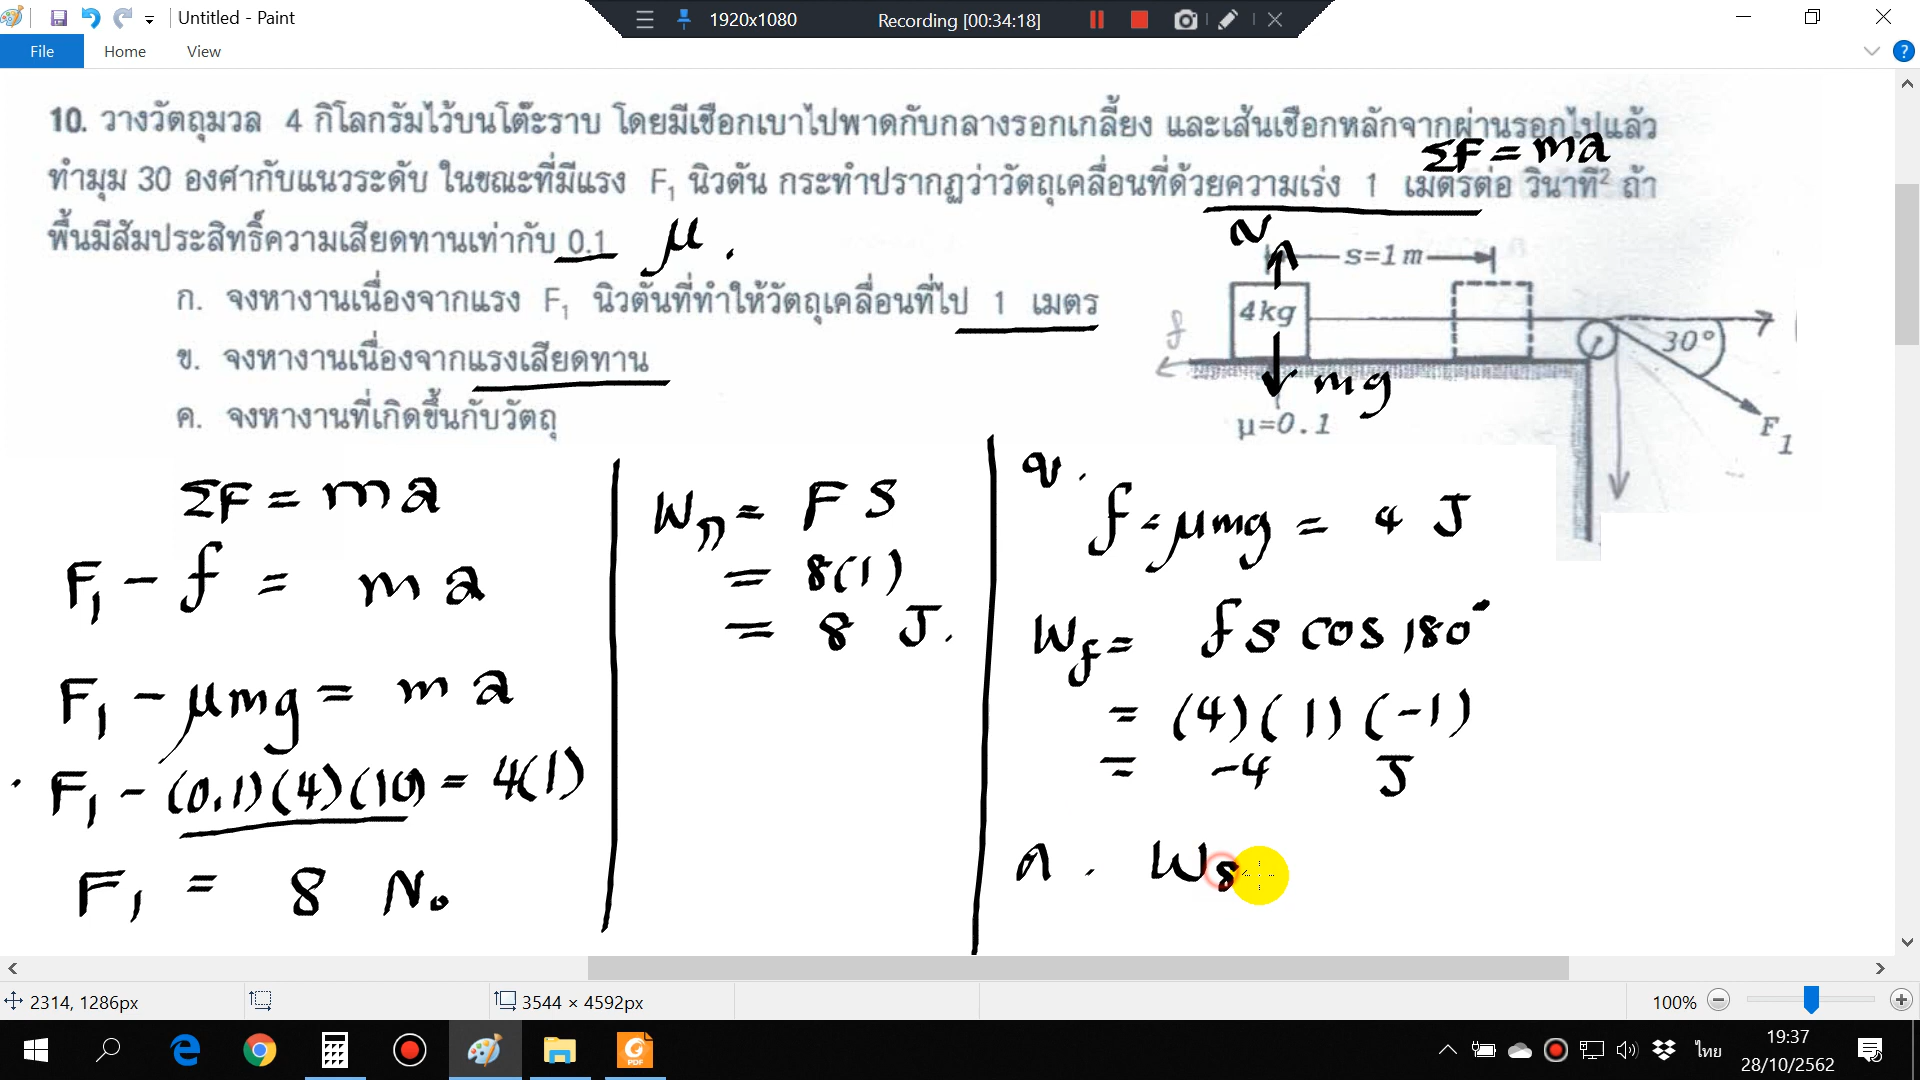 Untitled - Paint
1920x1080
Recording [00:34:18]
File Home View
10. วางวัตถุมวล 4 กิโลกรัมไว้บนโต๊ะราบ โดยมีเชือกเบาไปพาดกับกลางรอกเกลี้ยง และเส้นเชือกหลักจากผ่านรอกไปแล้ว
ΣF = ma
ทำมุม 30 องศากับแนวระดับ ในขณะที่มีแรง F₁ นิวตัน กระทำปรากฏว่าวัตถุเคลื่อนที่ด้วยความเร่ง 1 เมตรต่อ วินาที² ถ้า
พื้นมีสัมประสิทธิ์ความเสียดทานเท่ากับ 0.1 μ.
ก. จงหางานเนื่องจากแรง F₁ นิวตันที่ทำให้วัตถุเคลื่อนที่ไป 1 เมตร
ข. จงหางานเนื่องจากแรงเสียดทาน
ค. จงหางานที่เกิดขึ้นกับวัตถุ
N
s=1m
4kg
f
30°
mg
μ=0.1
F₁
ΣF = ma
F₁ - f = ma
F₁ - μmg = ma
F₁ - (0.1)(4)(10) = 4(1)
F₁ = 8 N.
Wก = FS
= 8(1)
= 8 J.
ข.
f = μmg = 4 J
Wf = fs cos 180°
= (4)(1)(-1)
= -4 J
ค. W
2314, 1286px
3544 × 4592px
100%
PDF
ไทย
19:37
28/10/2562